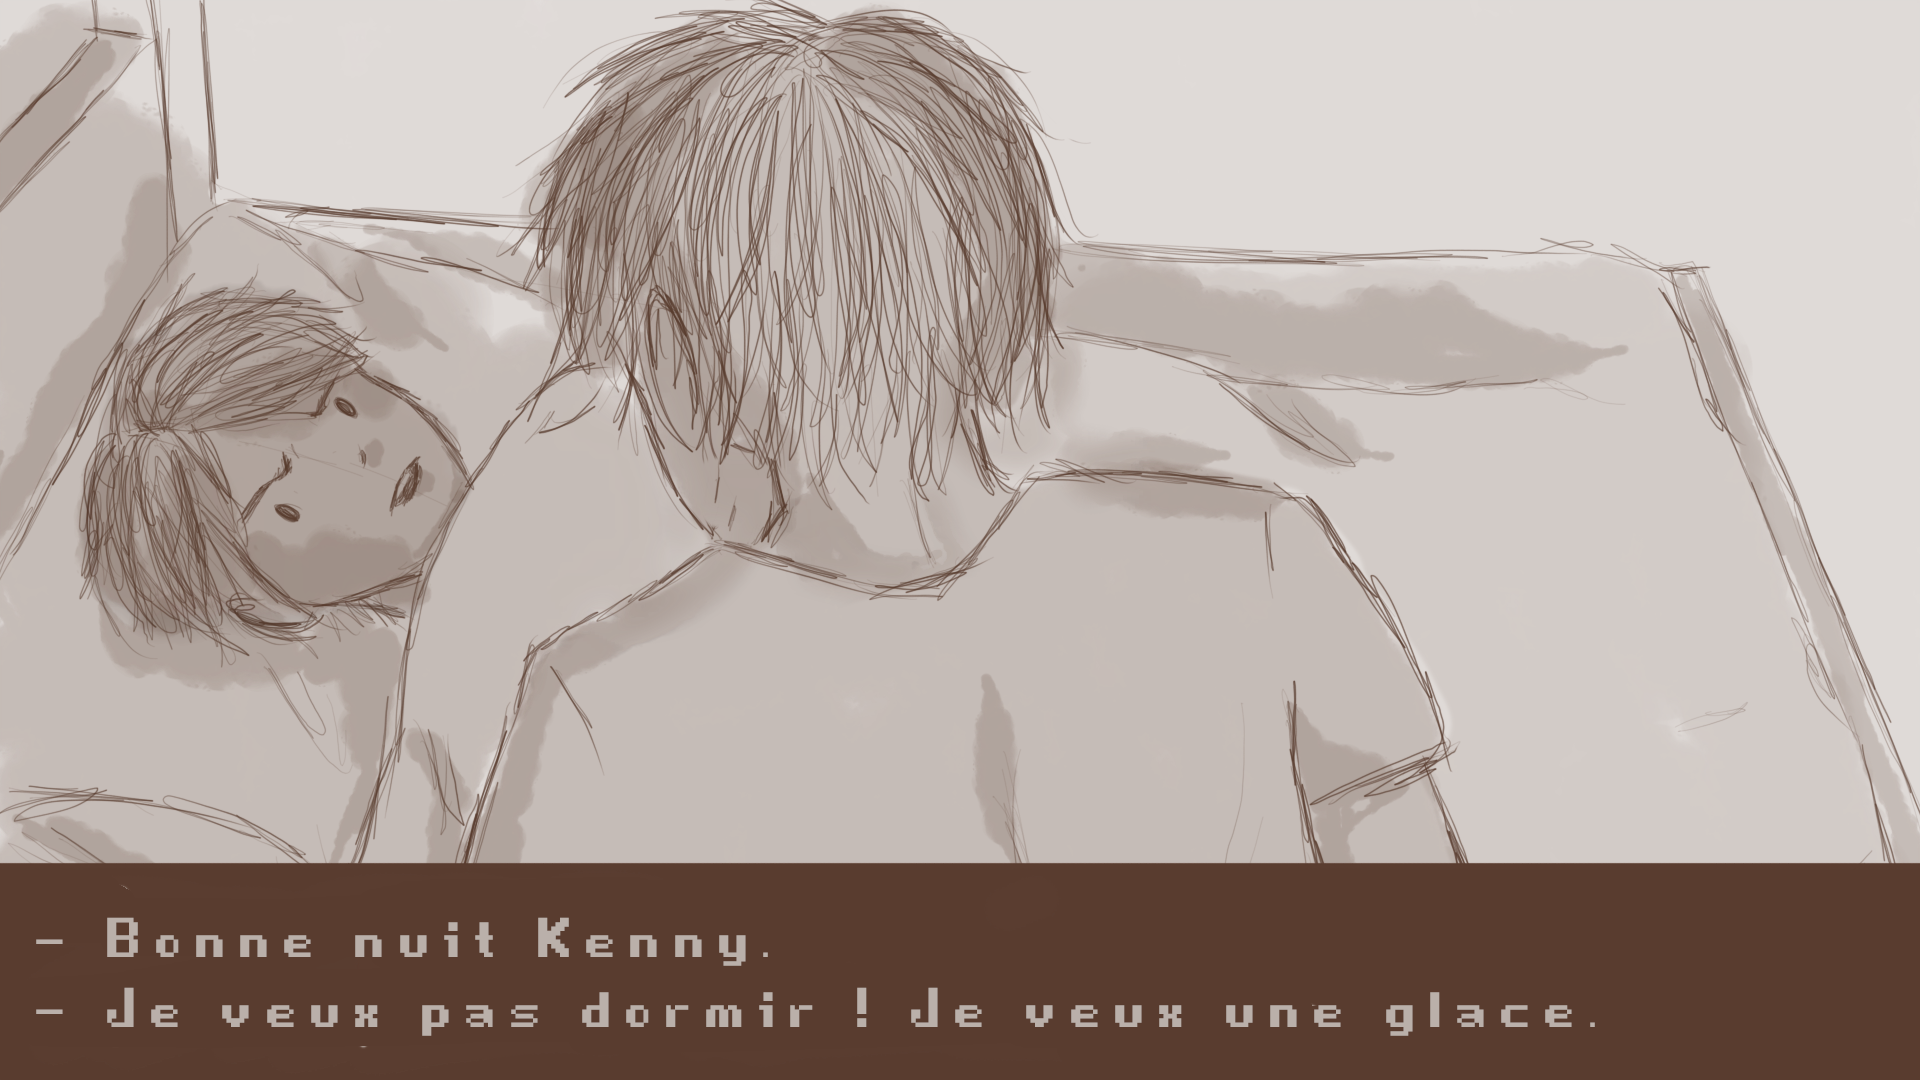 – Bonne nuit Kenny.
– Je veux pas dormir ! Je veux une glace.